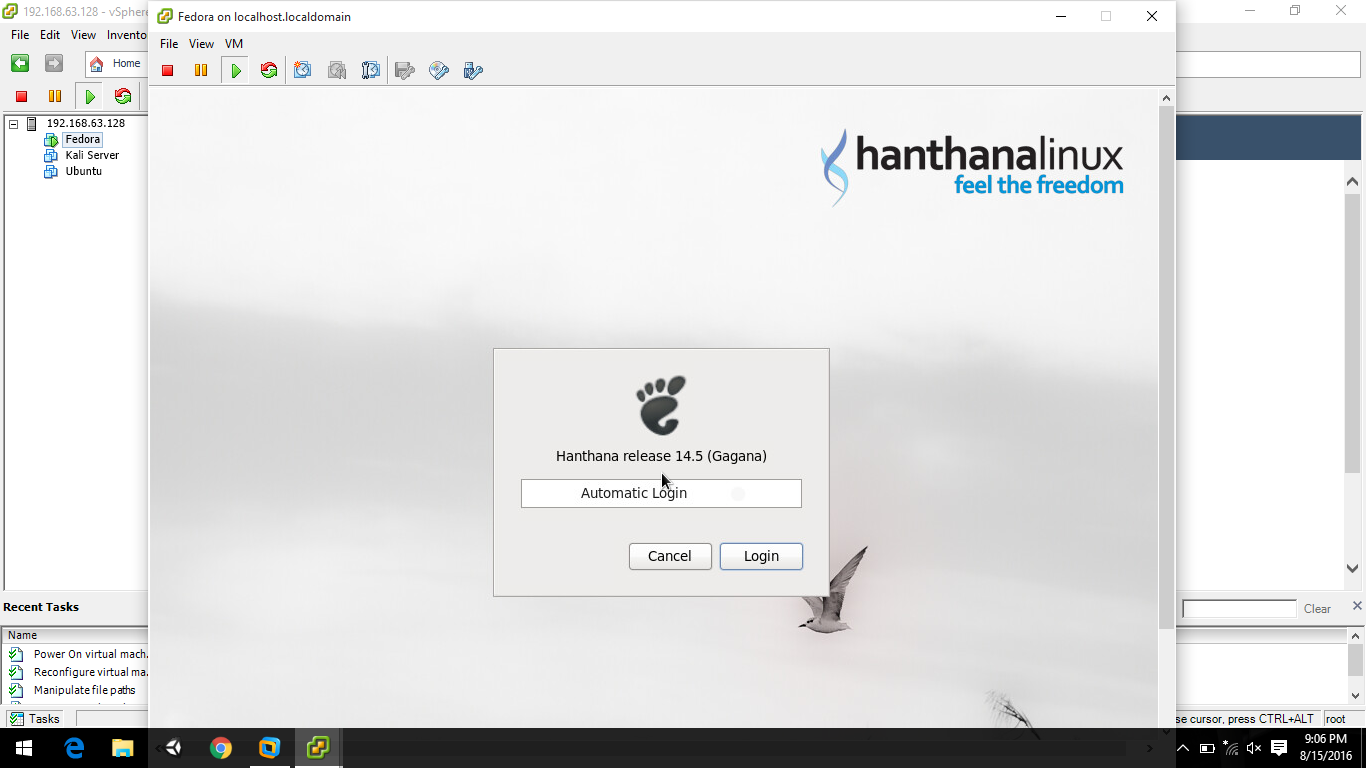 192.168.63.128 - vSphere
Fedora on localhost.localdomain
File Edit View Invento
File View VM
Home
192.168.63.128
Fedora
Kali Server
Ubuntu
hanthanalinux
feel the freedom
Hanthana release 14.5 (Gagana)
Automatic Login
Cancel
Login
Recent Tasks
Clear
Name
Power On virtual mach.
Reconfigure virtual ma.
Manipulate file paths
Tasks
se cursor, press CTRL+ALT
root
9:06 PM
8/15/2016